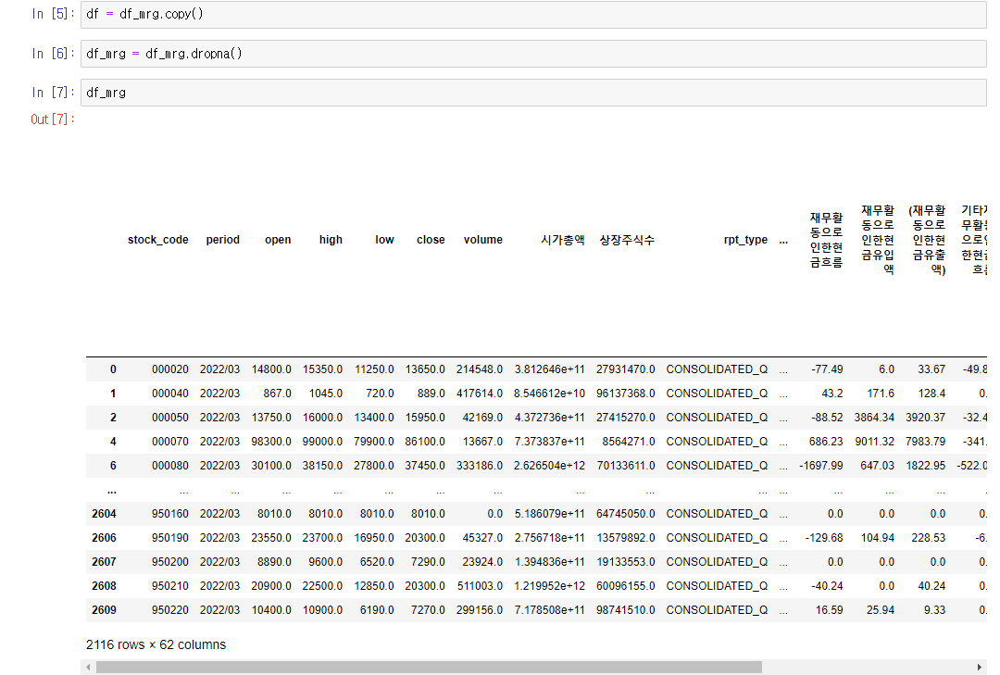 In [5]: df = df_mrg.copy()
In [6]: df_mrg = df_mrg.dropna()
In [7]: df_mrg
Out[7]:
stock_code period open high low close volume 시가총액 상장주식수 rpt_type ... 재무활동으로인한현금흐름 재무활동으로인한현금유입액 (재무활동으로인한현금유출액)
0 000020 2022/03 14800.0 15350.0 11250.0 13650.0 214548.0 3.812646e+11 27931470.0 CONSOLIDATED_Q ... -77.49 6.0 33.67 -49.8
1 000040 2022/03 867.0 1045.0 720.0 889.0 417614.0 8.546612e+10 96137368.0 CONSOLIDATED_Q ... 43.2 171.6 128.4 0.
2 000050 2022/03 13750.0 16000.0 13400.0 15950.0 42169.0 4.372736e+11 27415270.0 CONSOLIDATED_Q ... -88.52 3864.34 3920.37 -32.4
4 000070 2022/03 98300.0 99000.0 79900.0 86100.0 13667.0 7.373837e+11 8564271.0 CONSOLIDATED_Q ... 686.23 9011.32 7983.79 -341.
6 000080 2022/03 30100.0 38150.0 27800.0 37450.0 333186.0 2.626504e+12 70133611.0 CONSOLIDATED_Q ... -1697.99 647.03 1822.95 -522.0
... ... ... ... ... ... ... ... ... ... ... ... ... ... ...
2604 950160 2022/03 8010.0 8010.0 8010.0 8010.0 0.0 5.186079e+11 64745050.0 CONSOLIDATED_Q ... 0.0 0.0 0.0 0.
2606 950190 2022/03 23550.0 23700.0 16950.0 20300.0 45327.0 2.756718e+11 13579892.0 CONSOLIDATED_Q ... -129.68 104.94 228.53 -6.
2607 950200 2022/03 8890.0 9600.0 6520.0 7290.0 23924.0 1.394836e+11 19133553.0 CONSOLIDATED_Q ... 0.0 0.0 0.0 0.
2608 950210 2022/03 20900.0 22500.0 12850.0 20300.0 511003.0 1.219952e+12 60096155.0 CONSOLIDATED_Q ... -40.24 0.0 40.24 0.
2609 950220 2022/03 10400.0 10900.0 6190.0 7270.0 299156.0 7.178508e+11 98741510.0 CONSOLIDATED_Q ... 16.59 25.94 9.33 0.
2116 rows × 62 columns